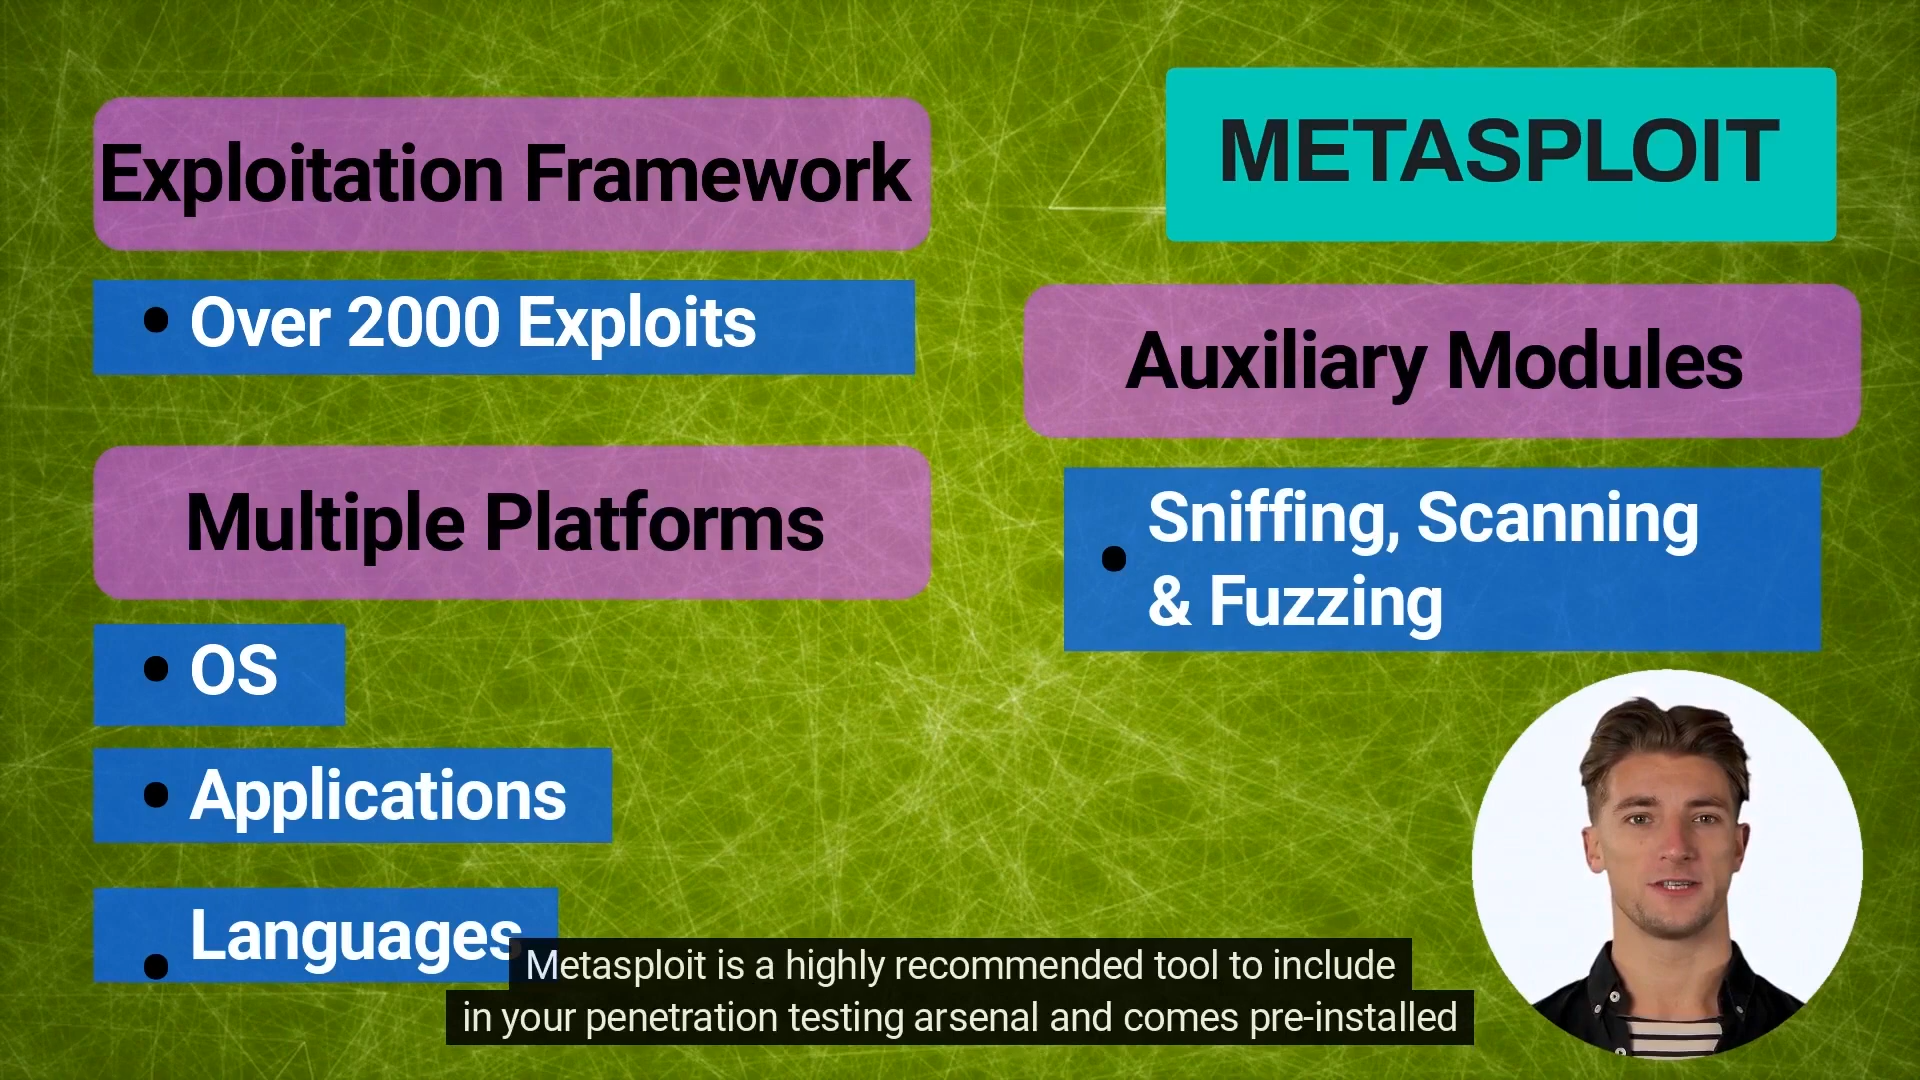 Exploitation Framework
• Over 2000 Exploits
Multiple Platforms
• OS
• Applications
• Languages
METASPLOIT
Auxiliary Modules
• Sniffing, Scanning
& Fuzzing
Metasploit is a highly recommended tool to include
in your penetration testing arsenal and comes pre-installed